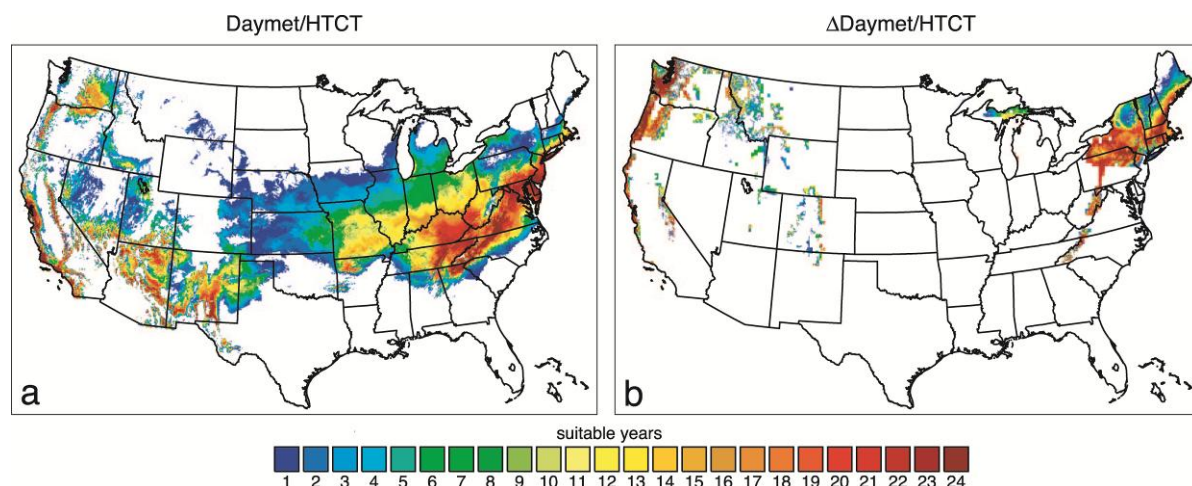 Daymet/HTCT
ΔDaymet/HTCT
a
b
suitable years
1 2 3 4 5 6 7 8 9 10 11 12 13 14 15 16 17 18 19 20 21 22 23 24